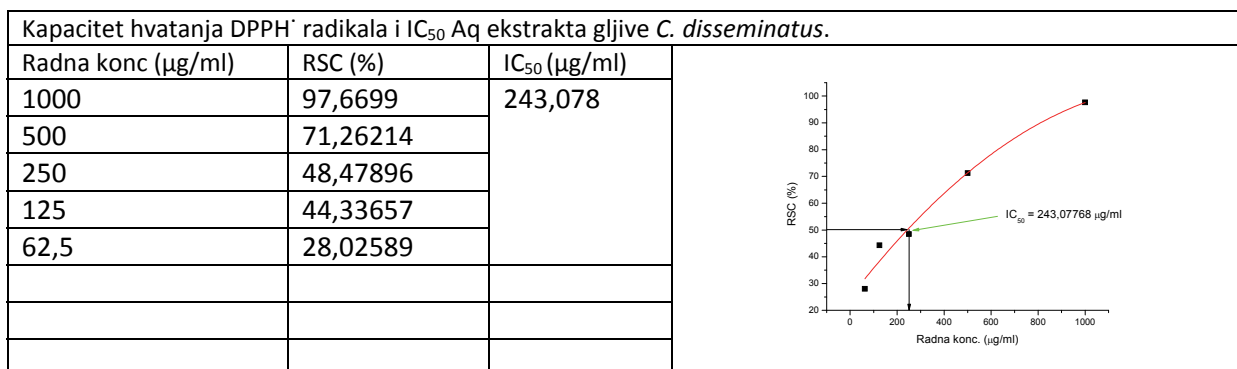 Kapacitet hvatanja DPPH˙ radikala i IC₅₀ Aq ekstrakta gljive C. disseminatus.
Radna konc (µg/ml) RSC (%) IC₅₀ (µg/ml)
1000 97,6699 243,078
500 71,26214
250 48,47896
125 44,33657
62,5 28,02589
100
90
80
70
60
50
40
30
20
RSC (%)
IC₅₀ = 243,07768 µg/ml
0 200 400 600 800 1000
Radna konc. (µg/ml)